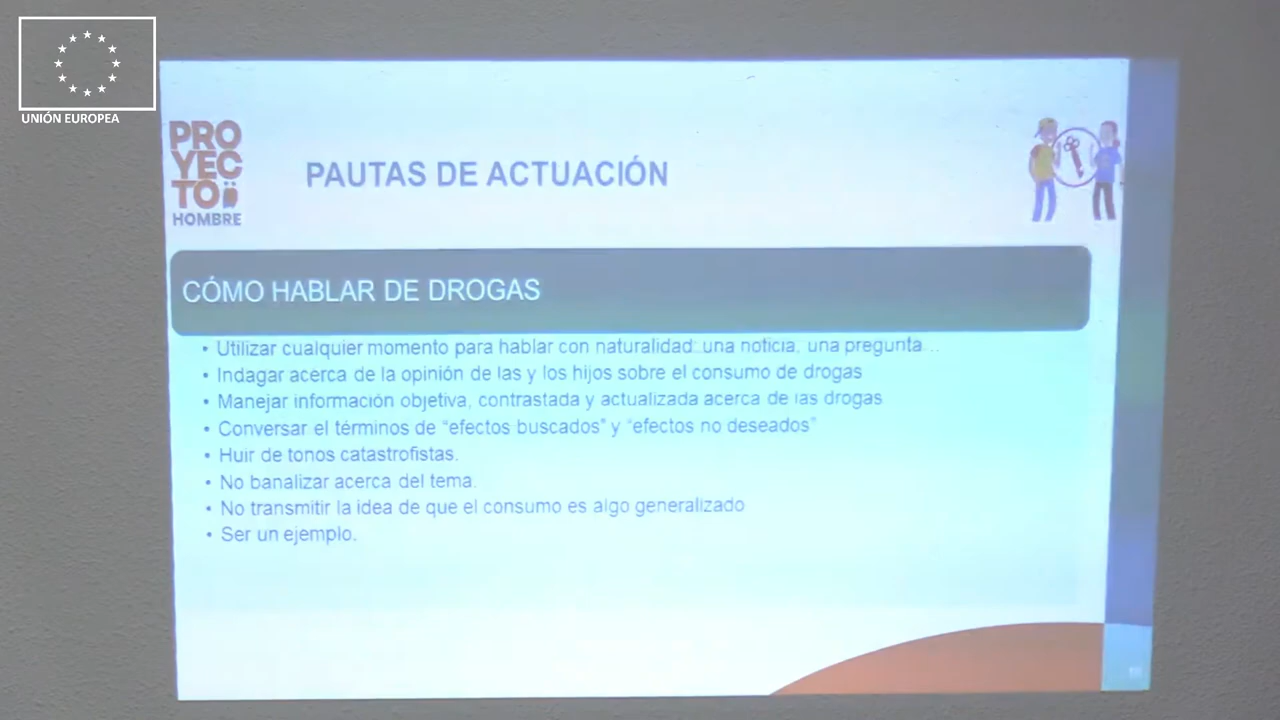 UNIÓN EUROPEA
PRO
YEC
TO
HOMBRE
PAUTAS DE ACTUACIÓN
CÓMO HABLAR DE DROGAS
• Utilizar cualquier momento para hablar con naturalidad: una noticia, una pregunta…
• Indagar acerca de la opinión de las y los hijos sobre el consumo de drogas
• Manejar información objetiva, contrastada y actualizada acerca de las drogas
• Conversar el términos de “efectos buscados” y “efectos no deseados”
• Huir de tonos catastrofistas.
• No banalizar acerca del tema.
• No transmitir la idea de que el consumo es algo generalizado
• Ser un ejemplo.